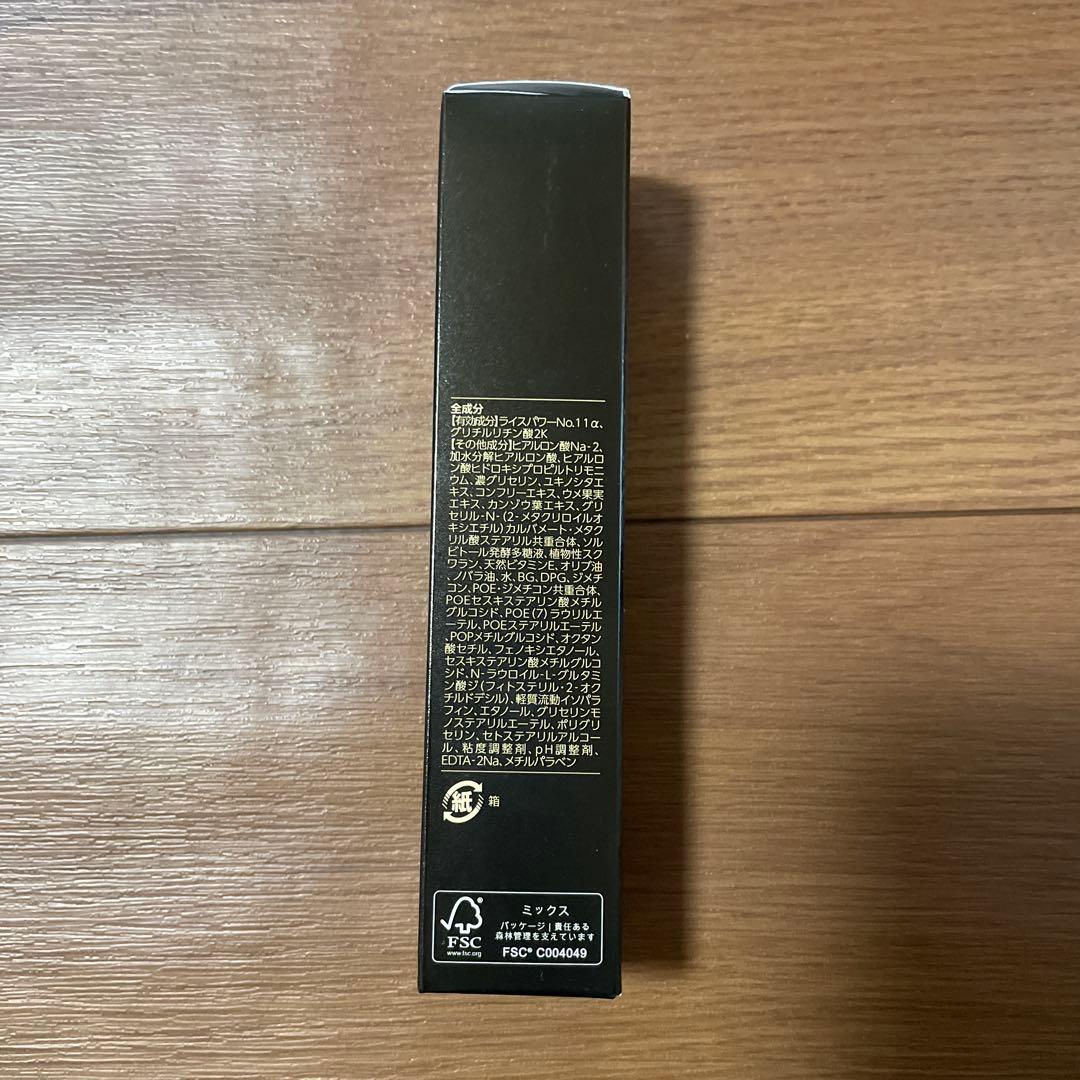 全成分
【有効成分】ライスパワーNo.11α、
グリチルリチン酸2K
【その他成分】ヒアルロン酸Na-2、
加水分解ヒアルロン酸、ヒアルロ
ン酸ヒドロキシプロピルトリモニ
ウム、濃グリセリン、ユキノシタエ
キス、コンフリーエキス、ウメ果実
エキス、カンゾウ葉エキス、グリ
セリル-N-(2-メタクリロイルオ
キシエチル)カルバメート・メタク
リル酸ステアリル共重合体、ソル
ビトール発酵多糖液、植物性スク
ワラン、天然ビタミンE、オリブ油
、ノバラ油、水、BG、DPG、ジメチ
コン、POE・ジメチコン共重合体、
POEセスキステアリン酸メチル
グルコシド、POE(7)ラウリルエ
ーテル、POEステアリルエーテル、
POPメチルグルコシド、オクタン
酸セチル、フェノキシエタノール、
セスキステアリン酸メチルグルコ
シド、N-ラウロイル-L-グルタミ
ン酸ジ(フィトステリル・2-オク
チルドデシル)、軽質流動イソパラ
フィン、エタノール、グリセリンモ
ノステアリルエーテル、ポリグリ
セリン、セトステアリルアルコー
ル、粘度調整剤、pH調整剤、
EDTA-2Na、メチルパラベン
紙 箱
FSC
www.fsc.org
ミックス
パッケージ|責任ある
森林管理を支えています
FSC® C004049